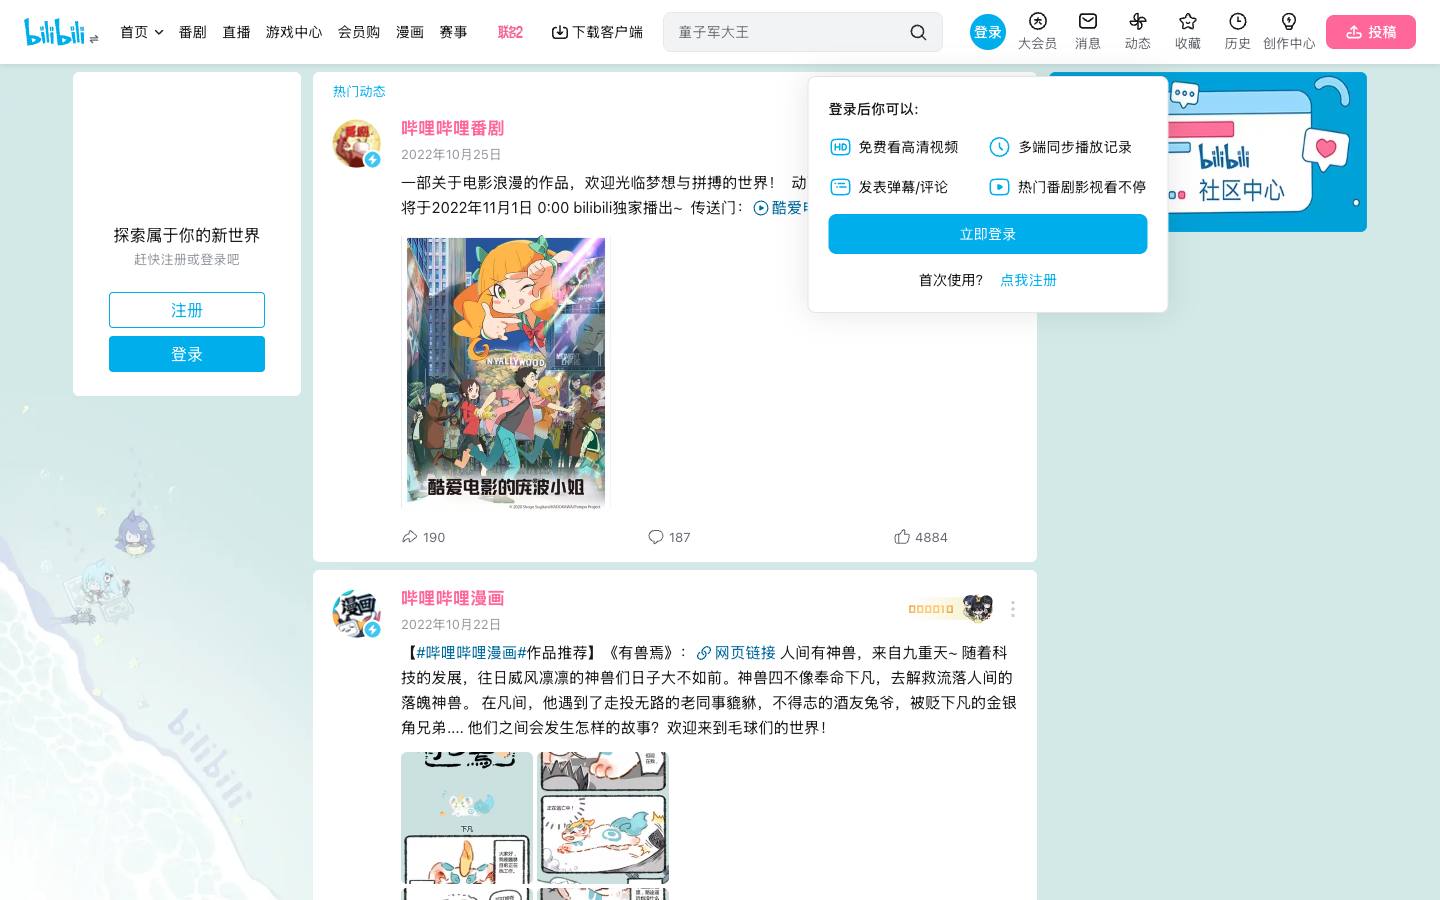 bilibili 首页 番剧 直播 游戏中心 会员购 漫画 赛事 下载客户端 童子军大王 登录 大会员 消息 动态 收藏 历史 创作中心 投稿
探索属于你的新世界
赶快注册或登录吧
注册
登录
热门动态
哔哩哔哩番剧
2022年10月25日
一部关于电影浪漫的作品，欢迎光临梦想与拼搏的世界！ 动
将于2022年11月1日 0:00 bilibili独家播出~ 传送门： 酷爱
NYALLYWOOD
酷爱电影的庞波小姐
190 187 4884
登录后你可以：
免费看高清视频 多端同步播放记录
发表弹幕/评论 热门番剧影视看不停
立即登录
首次使用？ 点我注册
bilibili
社区中心
哔哩哔哩漫画
2022年10月22日
000010
【#哔哩哔哩漫画#作品推荐】《有兽焉》： 网页链接 人间有神兽，来自九重天~ 随着科
技的发展，往日威风凛凛的神兽们日子大不如前。神兽四不像奉命下凡，去解救流落人间的
落魄神兽。 在凡间，他遇到了走投无路的老同事貔貅，不得志的酒友兔爷，被贬下凡的金银
角兄弟.... 他们之间会发生怎样的故事？欢迎来到毛球们的世界！
下凡
正在逃亡中！
bilibili